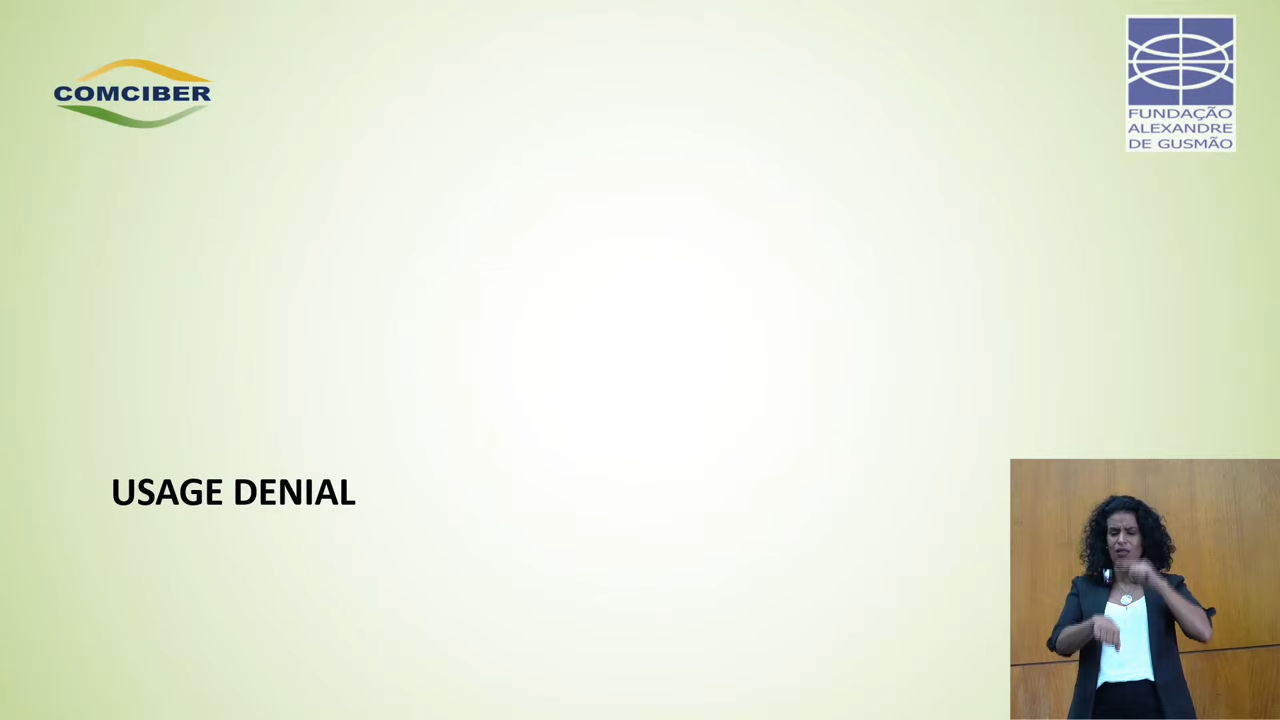 COMCIBER
FUNDAÇÃO
ALEXANDRE
DE GUSMÃO
USAGE DENIAL